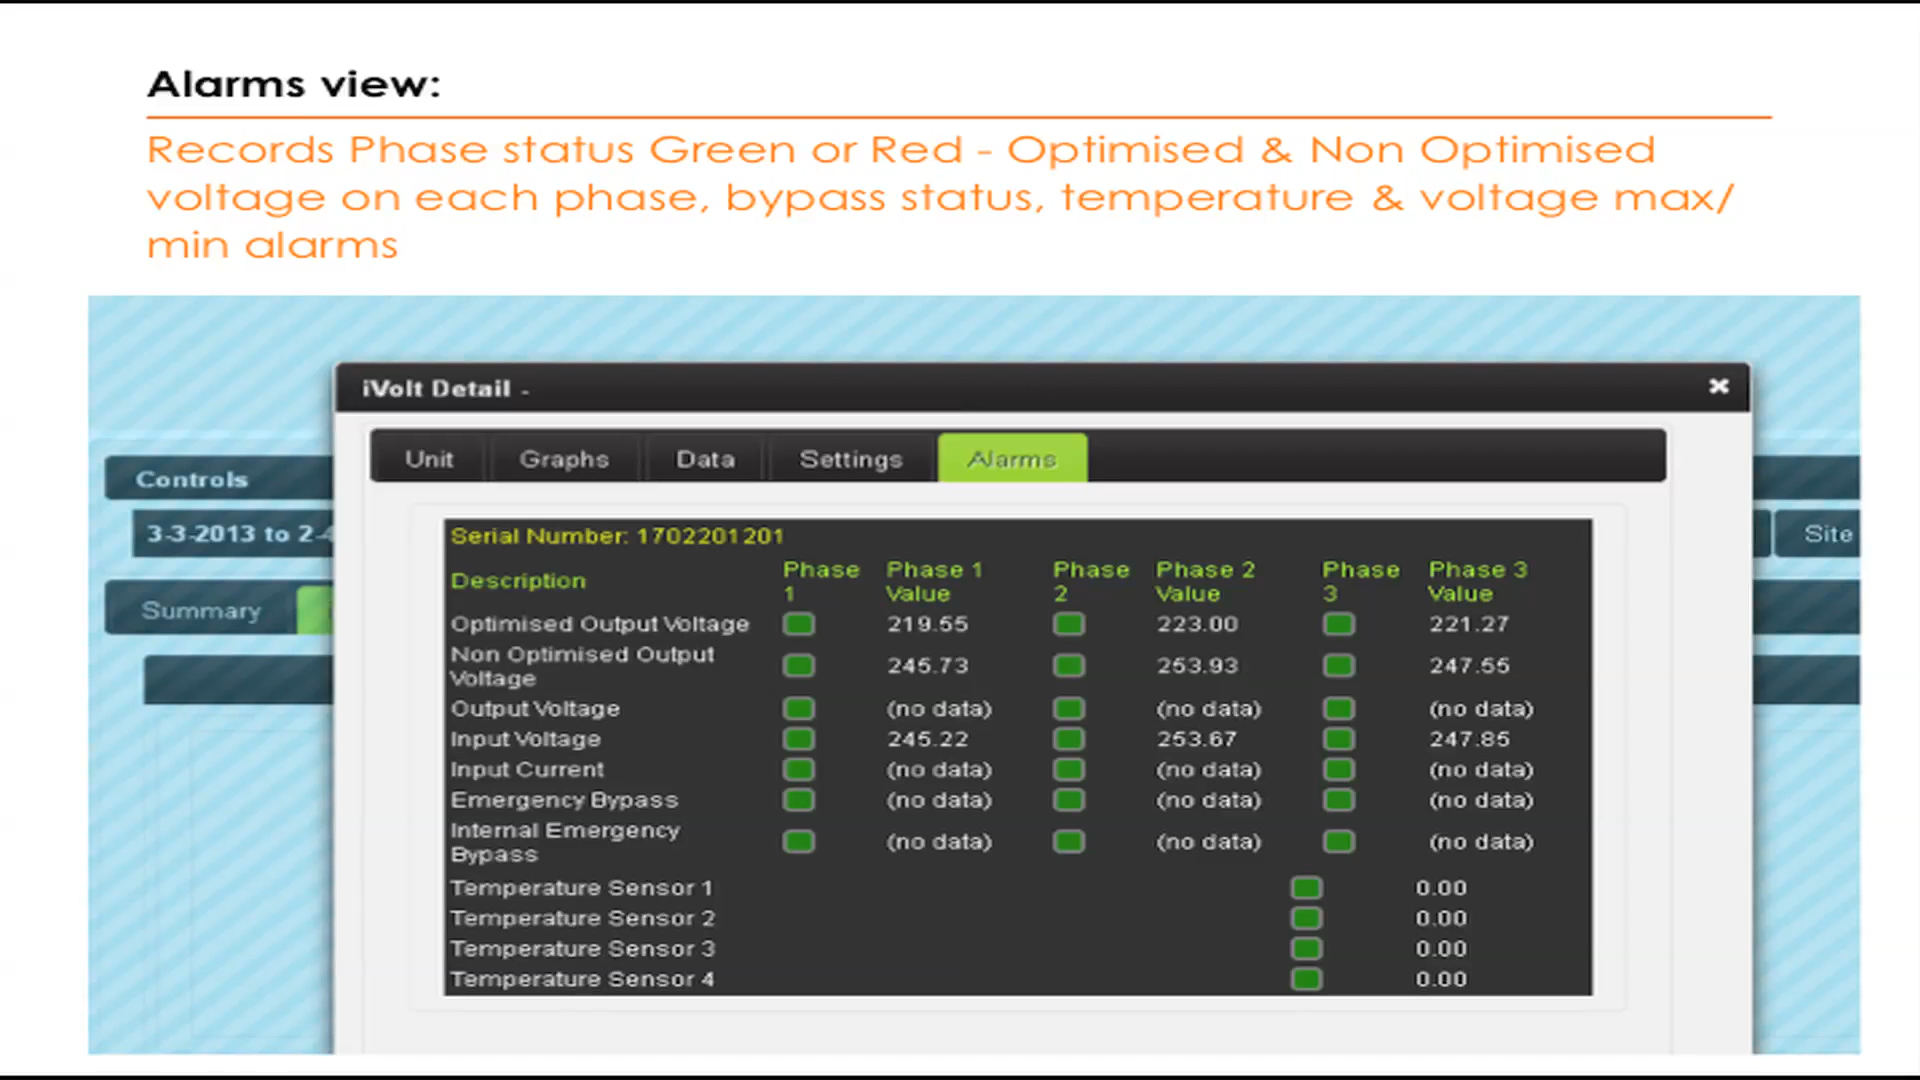 Alarms view:
Records Phase status Green or Red - Optimised & Non Optimised
voltage on each phase, bypass status, temperature & voltage max/
min alarms
iVolt Detail -
Unit Graphs Data Settings Alarms
Controls
3-3-2013 to
Site
Summary
Serial Number: 1702201201
Description Phase 1 Phase 1 Value Phase 2 Phase 2 Value Phase 3 Phase 3 Value
Optimised Output Voltage 219.55 223.00 221.27
Non Optimised Output
Voltage 245.73 253.93 247.55
Output Voltage (no data) (no data) (no data)
Input Voltage 245.22 253.67 247.85
Input Current (no data) (no data) (no data)
Emergency Bypass (no data) (no data) (no data)
Internal Emergency
Bypass (no data) (no data) (no data)
Temperature Sensor 1 0.00
Temperature Sensor 2 0.00
Temperature Sensor 3 0.00
Temperature Sensor 4 0.00